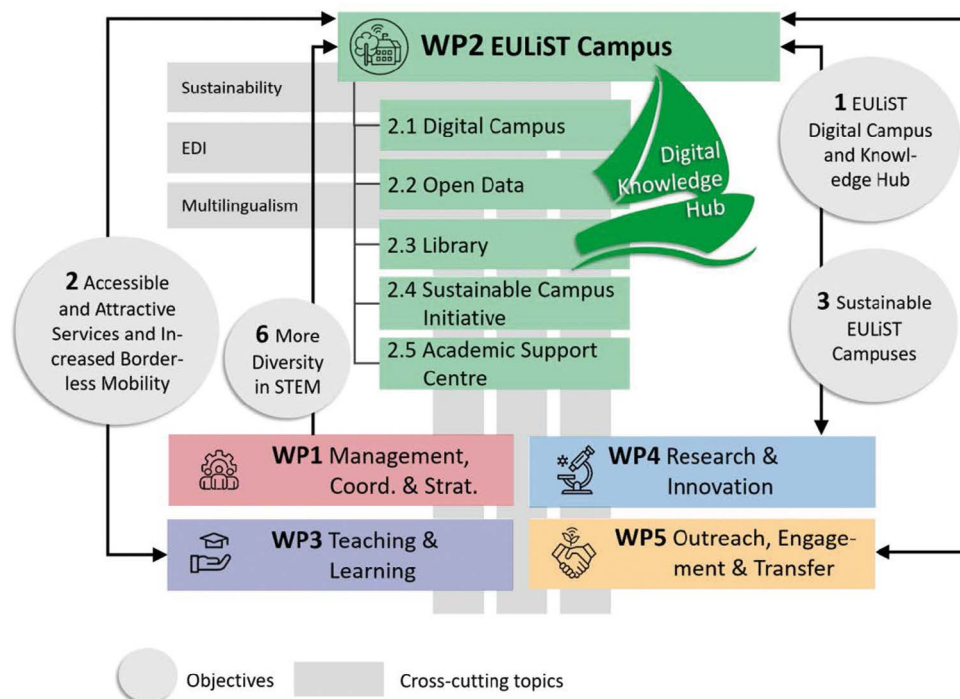 WP2 EULiST Campus
Sustainability
EDI
Multilingualism
2.1 Digital Campus
2.2 Open Data
2.3 Library
2.4 Sustainable Campus
Initiative
2.5 Academic Support
Centre
Digital
Knowledge
Hub
1 EULiST
Digital Campus
and Knowl-
edge Hub
2 Accessible
and Attractive
Services and In-
creased Border-
less Mobility
6 More
Diversity
in STEM
3 Sustainable
EULiST
Campuses
WP1 Management,
Coord. & Strat.
WP4 Research &
Innovation
WP3 Teaching &
Learning
WP5 Outreach, Engage-
ment & Transfer
Objectives
Cross-cutting topics